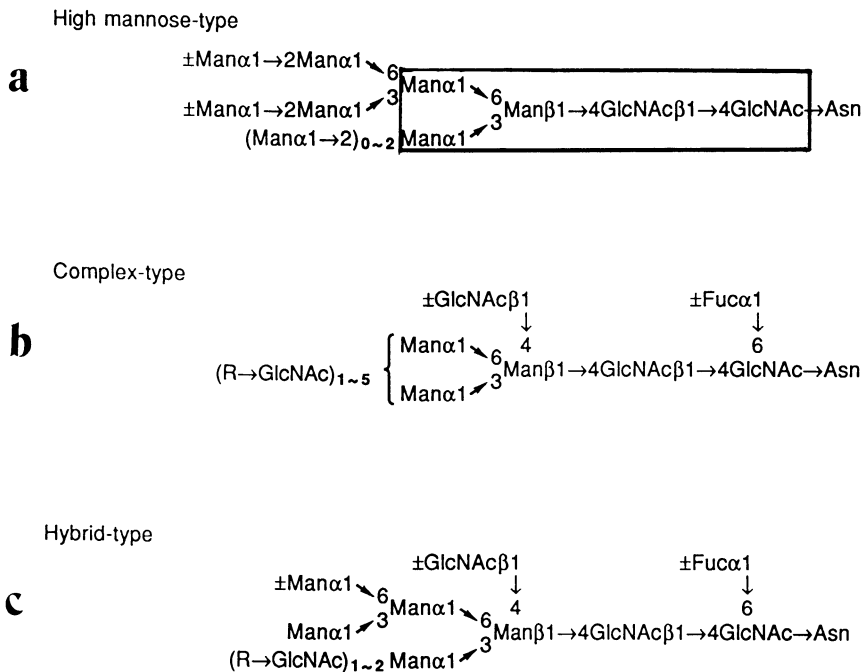 High mannose-type
a
±Manα1→2Manα1
6
Manα1
±Manα1→2Manα1
3
6
Manβ1→4GlcNAcβ1→4GlcNAc→Asn
3
(Manα1→2)0~2 Manα1
Complex-type
b
±GlcNAcβ1 ±Fucα1
↓ ↓
4 6
Manα1
6
(R→GlcNAc)1~5 Manβ1→4GlcNAcβ1→4GlcNAc→Asn
3
Manα1
Hybrid-type
c
±GlcNAcβ1 ±Fucα1
↓ ↓
4 6
±Manα1
6
Manα1
3
Manα1
6
Manβ1→4GlcNAcβ1→4GlcNAc→Asn
3
(R→GlcNAc)1~2 Manα1